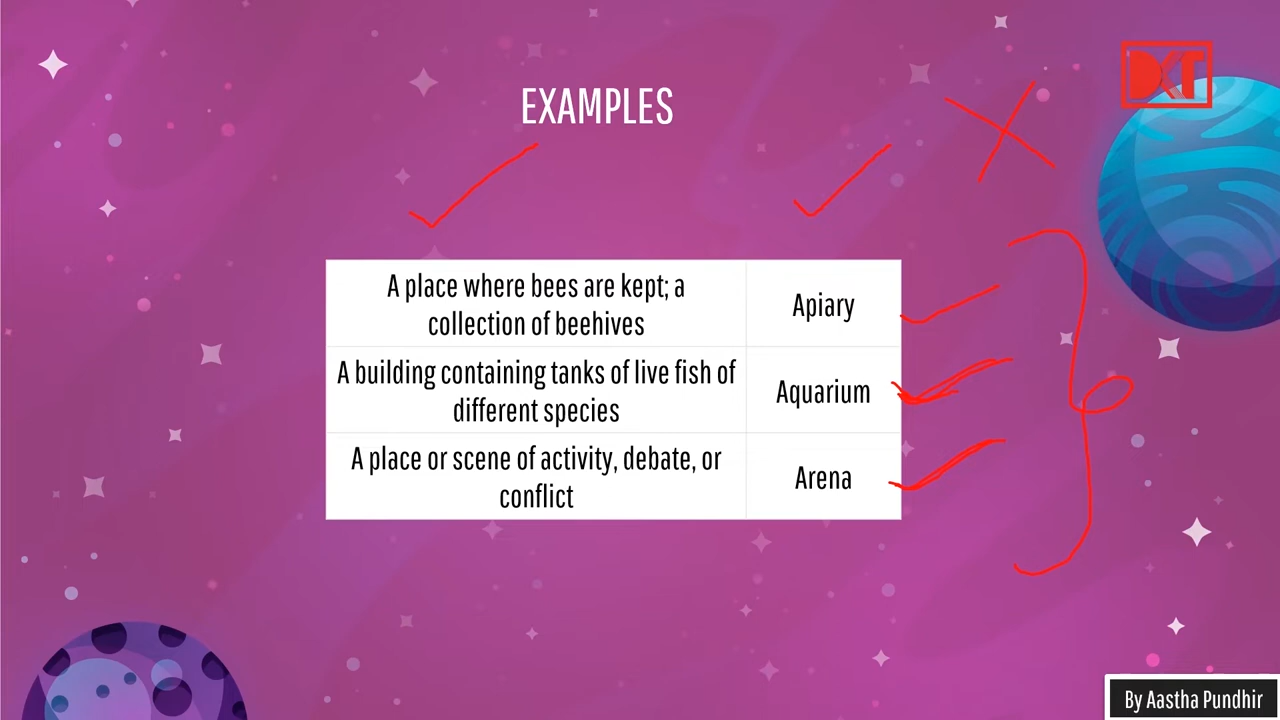 DKT
EXAMPLES
A place where bees are kept; a
collection of beehives
Apiary
A building containing tanks of live fish of
different species
Aquarium
A place or scene of activity, debate, or
conflict
Arena
By Aastha Pundhir